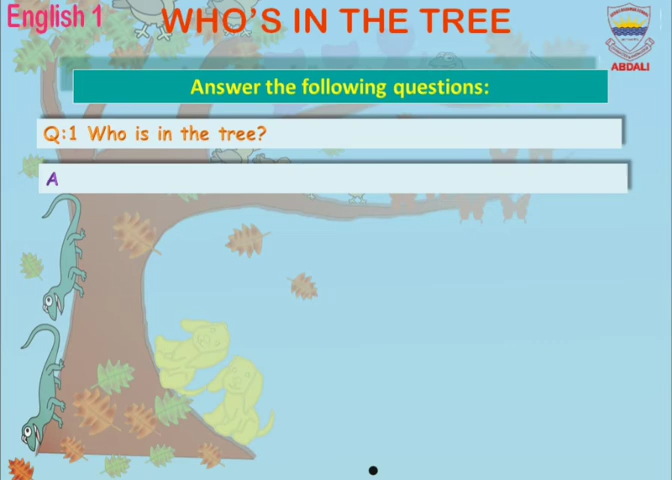 English 1
WHO'S IN THE TREE
ABDALI
Answer the following questions:
Q:1 Who is in the tree?
A